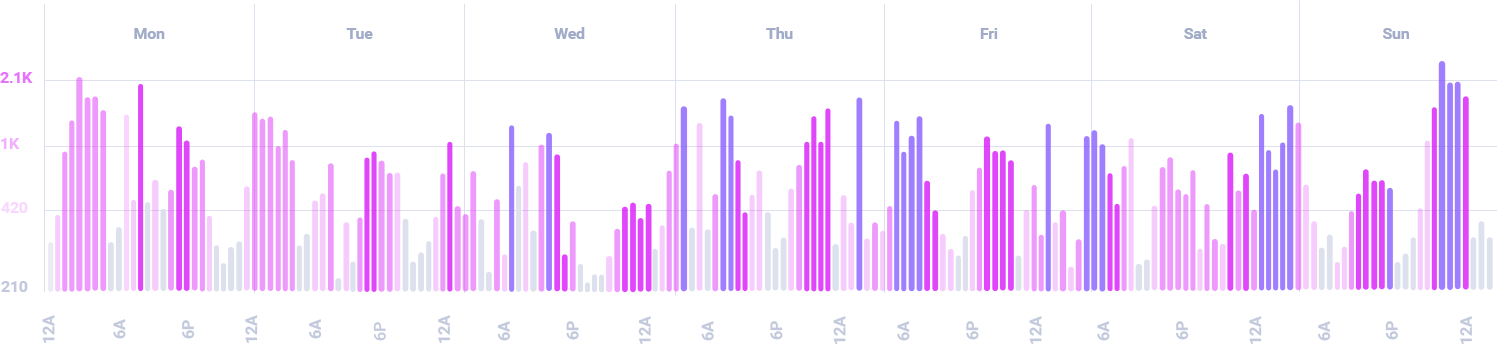 Mon Tue Wed Thu Fri Sat Sun
2.1K
1K
420
210
12A 6A 6P 12A 6A 6P 12A 6A 6P 12A 6A 6P 12A 6A 6P 12A 6A 12A 6A 6P 12A